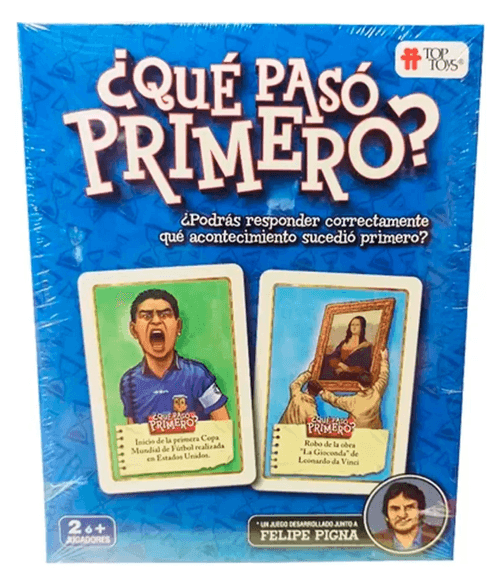 TOP
TOYS®
¿QUÉ PASÓ
PRIMERO?
¿Podrás responder correctamente
qué acontecimiento sucedió primero?
¿QUÉ PASÓ
PRIMERO?
Inicio de la primera Copa
Mundial de Fútbol realizada
en Estados Unidos.
¿QUÉ PASÓ
PRIMERO?
Robo de la obra
"La Gioconda" de
Leonardo da Vinci
2 ó +
JUGADORES
* UN JUEGO DESARROLLADO JUNTO A
FELIPE PIGNA